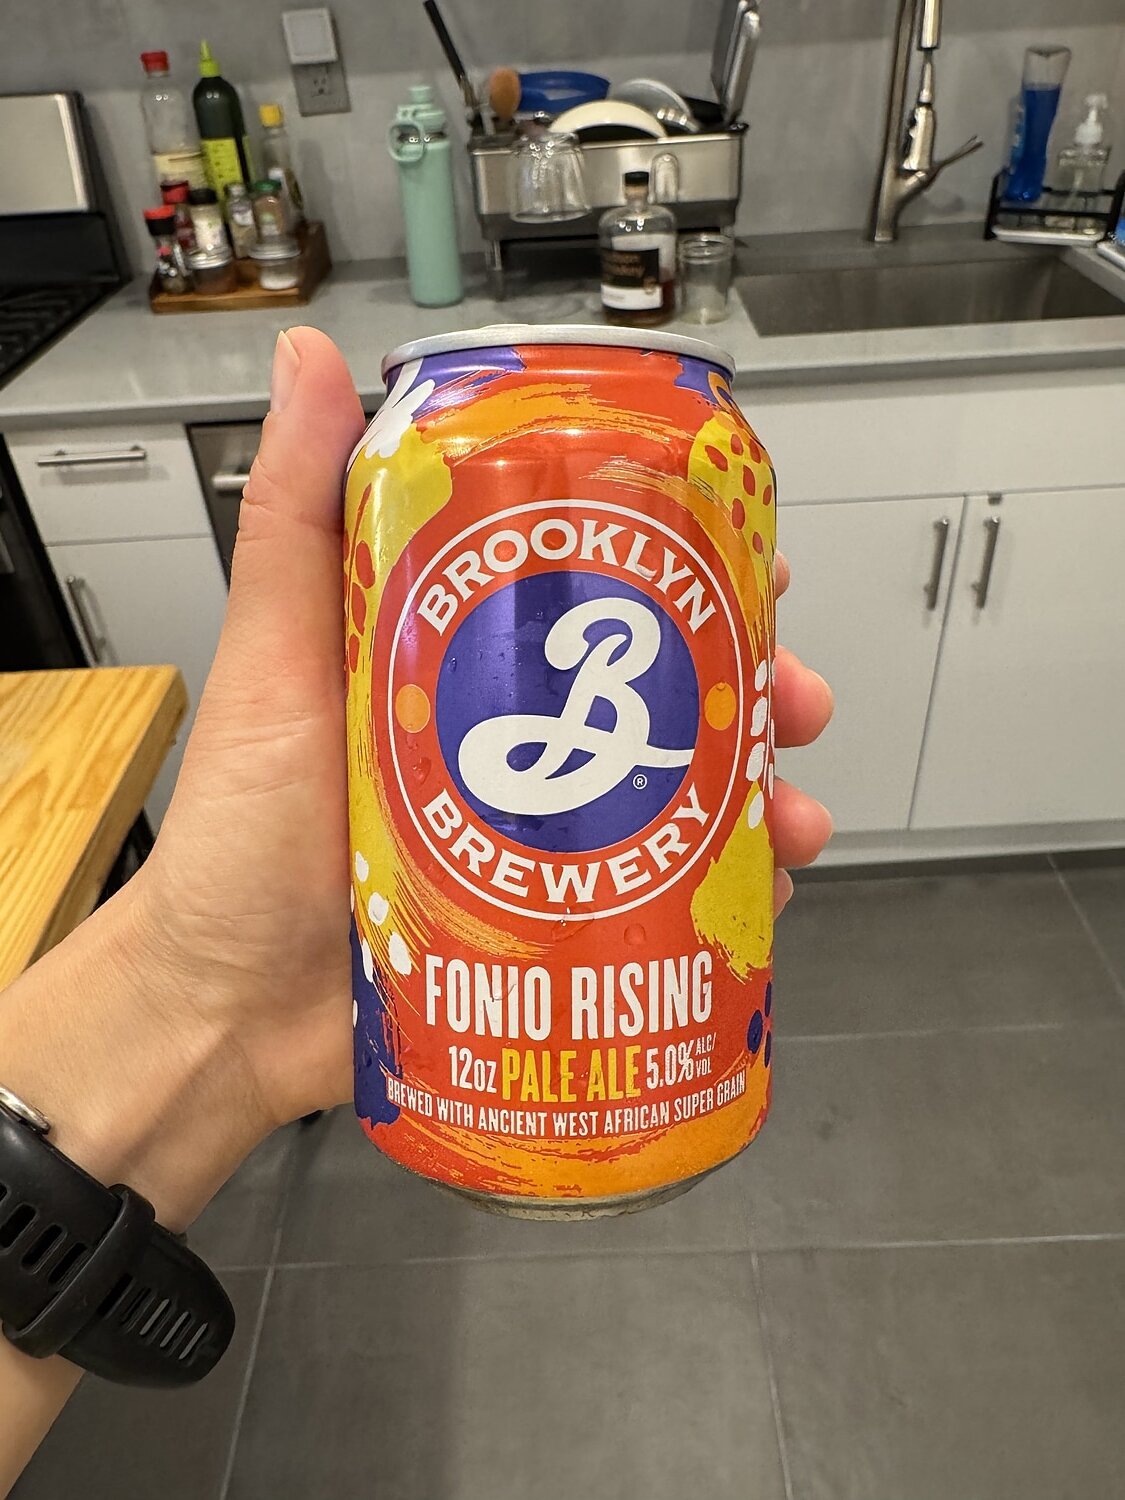 BROOKLYN
B
®
BREWERY
FONIO RISING
12OZ PALE ALE 5.0% ALC/VOL
BREWED WITH ANCIENT WEST AFRICAN SUPER GRAIN